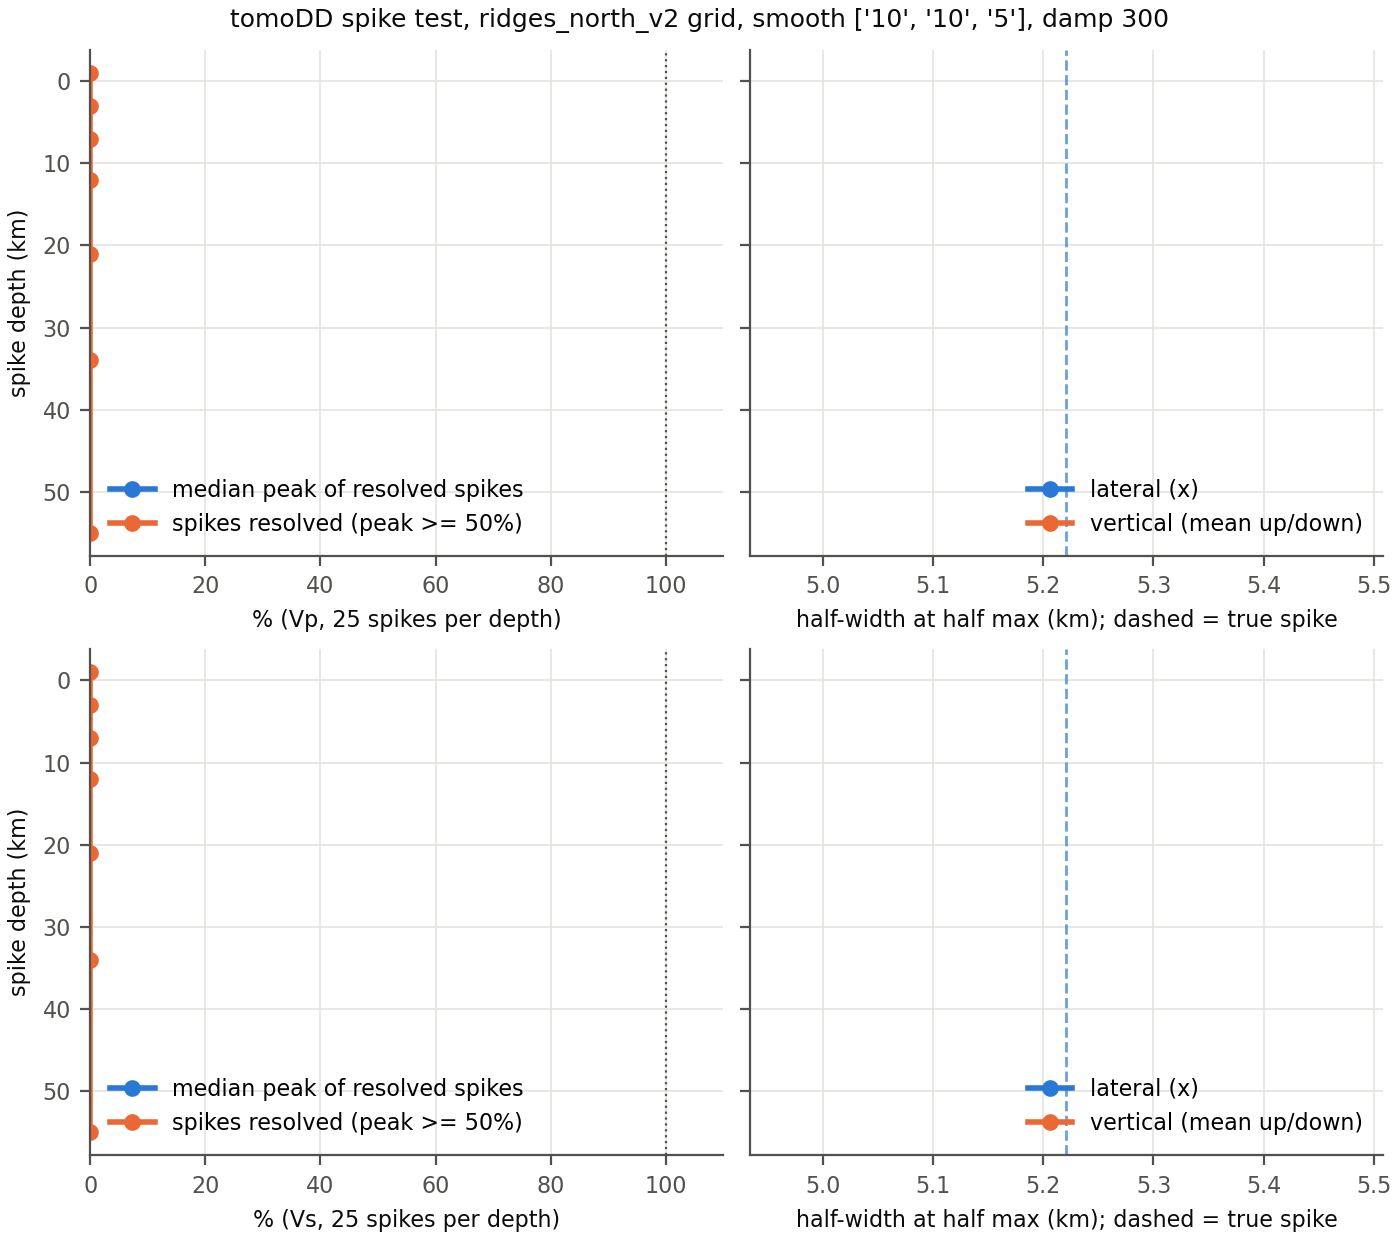 tomoDD spike test, ridges_north_v2 grid, smooth ['10', '10', '5'], damp 300
0
10
20
30
40
50
spike depth (km)
median peak of resolved spikes
spikes resolved (peak >= 50%)
0 20 40 60 80 100
% (Vp, 25 spikes per depth)
lateral (x)
vertical (mean up/down)
5.0 5.1 5.2 5.3 5.4 5.5
half-width at half max (km); dashed = true spike
0
10
20
30
40
50
spike depth (km)
median peak of resolved spikes
spikes resolved (peak >= 50%)
0 20 40 60 80 100
% (Vs, 25 spikes per depth)
lateral (x)
vertical (mean up/down)
5.0 5.1 5.2 5.3 5.4 5.5
half-width at half max (km); dashed = true spike